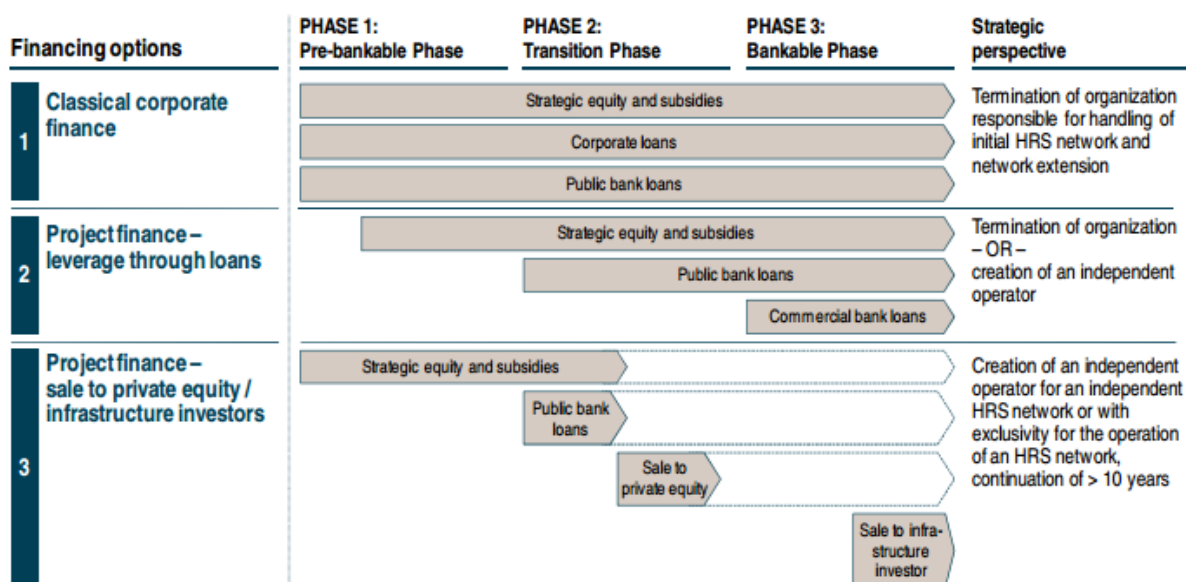 Financing options
PHASE 1:
Pre-bankable Phase
PHASE 2:
Transition Phase
PHASE 3:
Bankable Phase
Strategic
perspective
1
Classical corporate
finance
Strategic equity and subsidies
Corporate loans
Public bank loans
Termination of organization
responsible for handling of
initial HRS network and
network extension
2
Project finance –
leverage through loans
Strategic equity and subsidies
Public bank loans
Commercial bank loans
Termination of organization
– OR –
creation of an independent
operator
3
Project finance –
sale to private equity /
infrastructure investors
Strategic equity and subsidies
Public bank
loans
Sale to
private equity
Sale to infra-
structure
investor
Creation of an independent
operator for an independent
HRS network or with
exclusivity for the operation
of an HRS network,
continuation of > 10 years